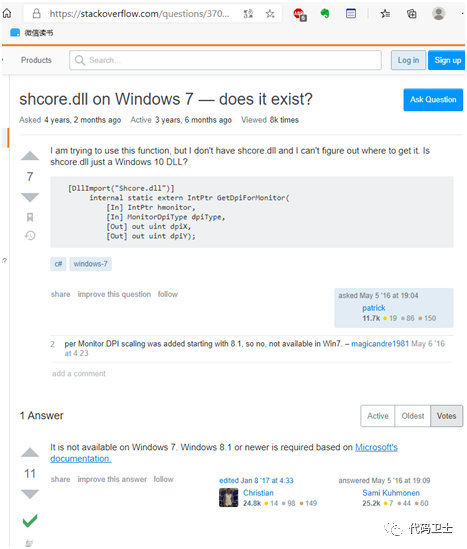 https://stackoverflow.com/questions/370...
微信读书
Products
Search...
Log in
Sign up
shcore.dll on Windows 7 — does it exist?
Ask Question
Asked 4 years, 2 months ago Active 3 years, 6 months ago Viewed 8k times
I am trying to use this function, but I don't have shcore.dll and I can't figure out where to get it. Is
shcore.dll just a Windows 10 DLL?
7
[DllImport("Shcore.dll")]
internal static extern IntPtr GetDpiForMonitor(
[In] IntPtr hmonitor,
[In] MonitorDpiType dpiType,
[Out] out uint dpiX,
[Out] out uint dpiY);
s?
c# windows-7
share improve this question follow
asked May 5 '16 at 19:04
patrick
11.7k 19 86 150
2 per Monitor DPI scaling was added starting with 8.1, so no, not available in Win7. – magicandre1981 May 6 '16
at 4:23
add a comment
1 Answer
Active Oldest Votes
It is not available on Windows 7. Windows 8.1 or newer is required based on Microsoft's
documentation.
11
share improve this answer follow
edited Jan 8 '17 at 4:33
Christian
24.8k 14 98 149
answered May 5 '16 at 19:09
Sami Kuhmonen
25.2k 7 44 60
代码卫士